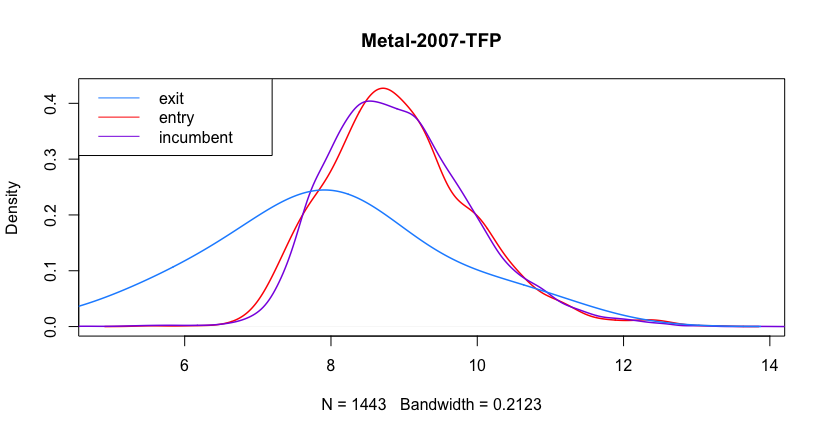 Metal-2007-TFP
exit
entry
incumbent
Density
0.0
0.1
0.2
0.3
0.4
6 8 10 12 14
N = 1443 Bandwidth = 0.2123